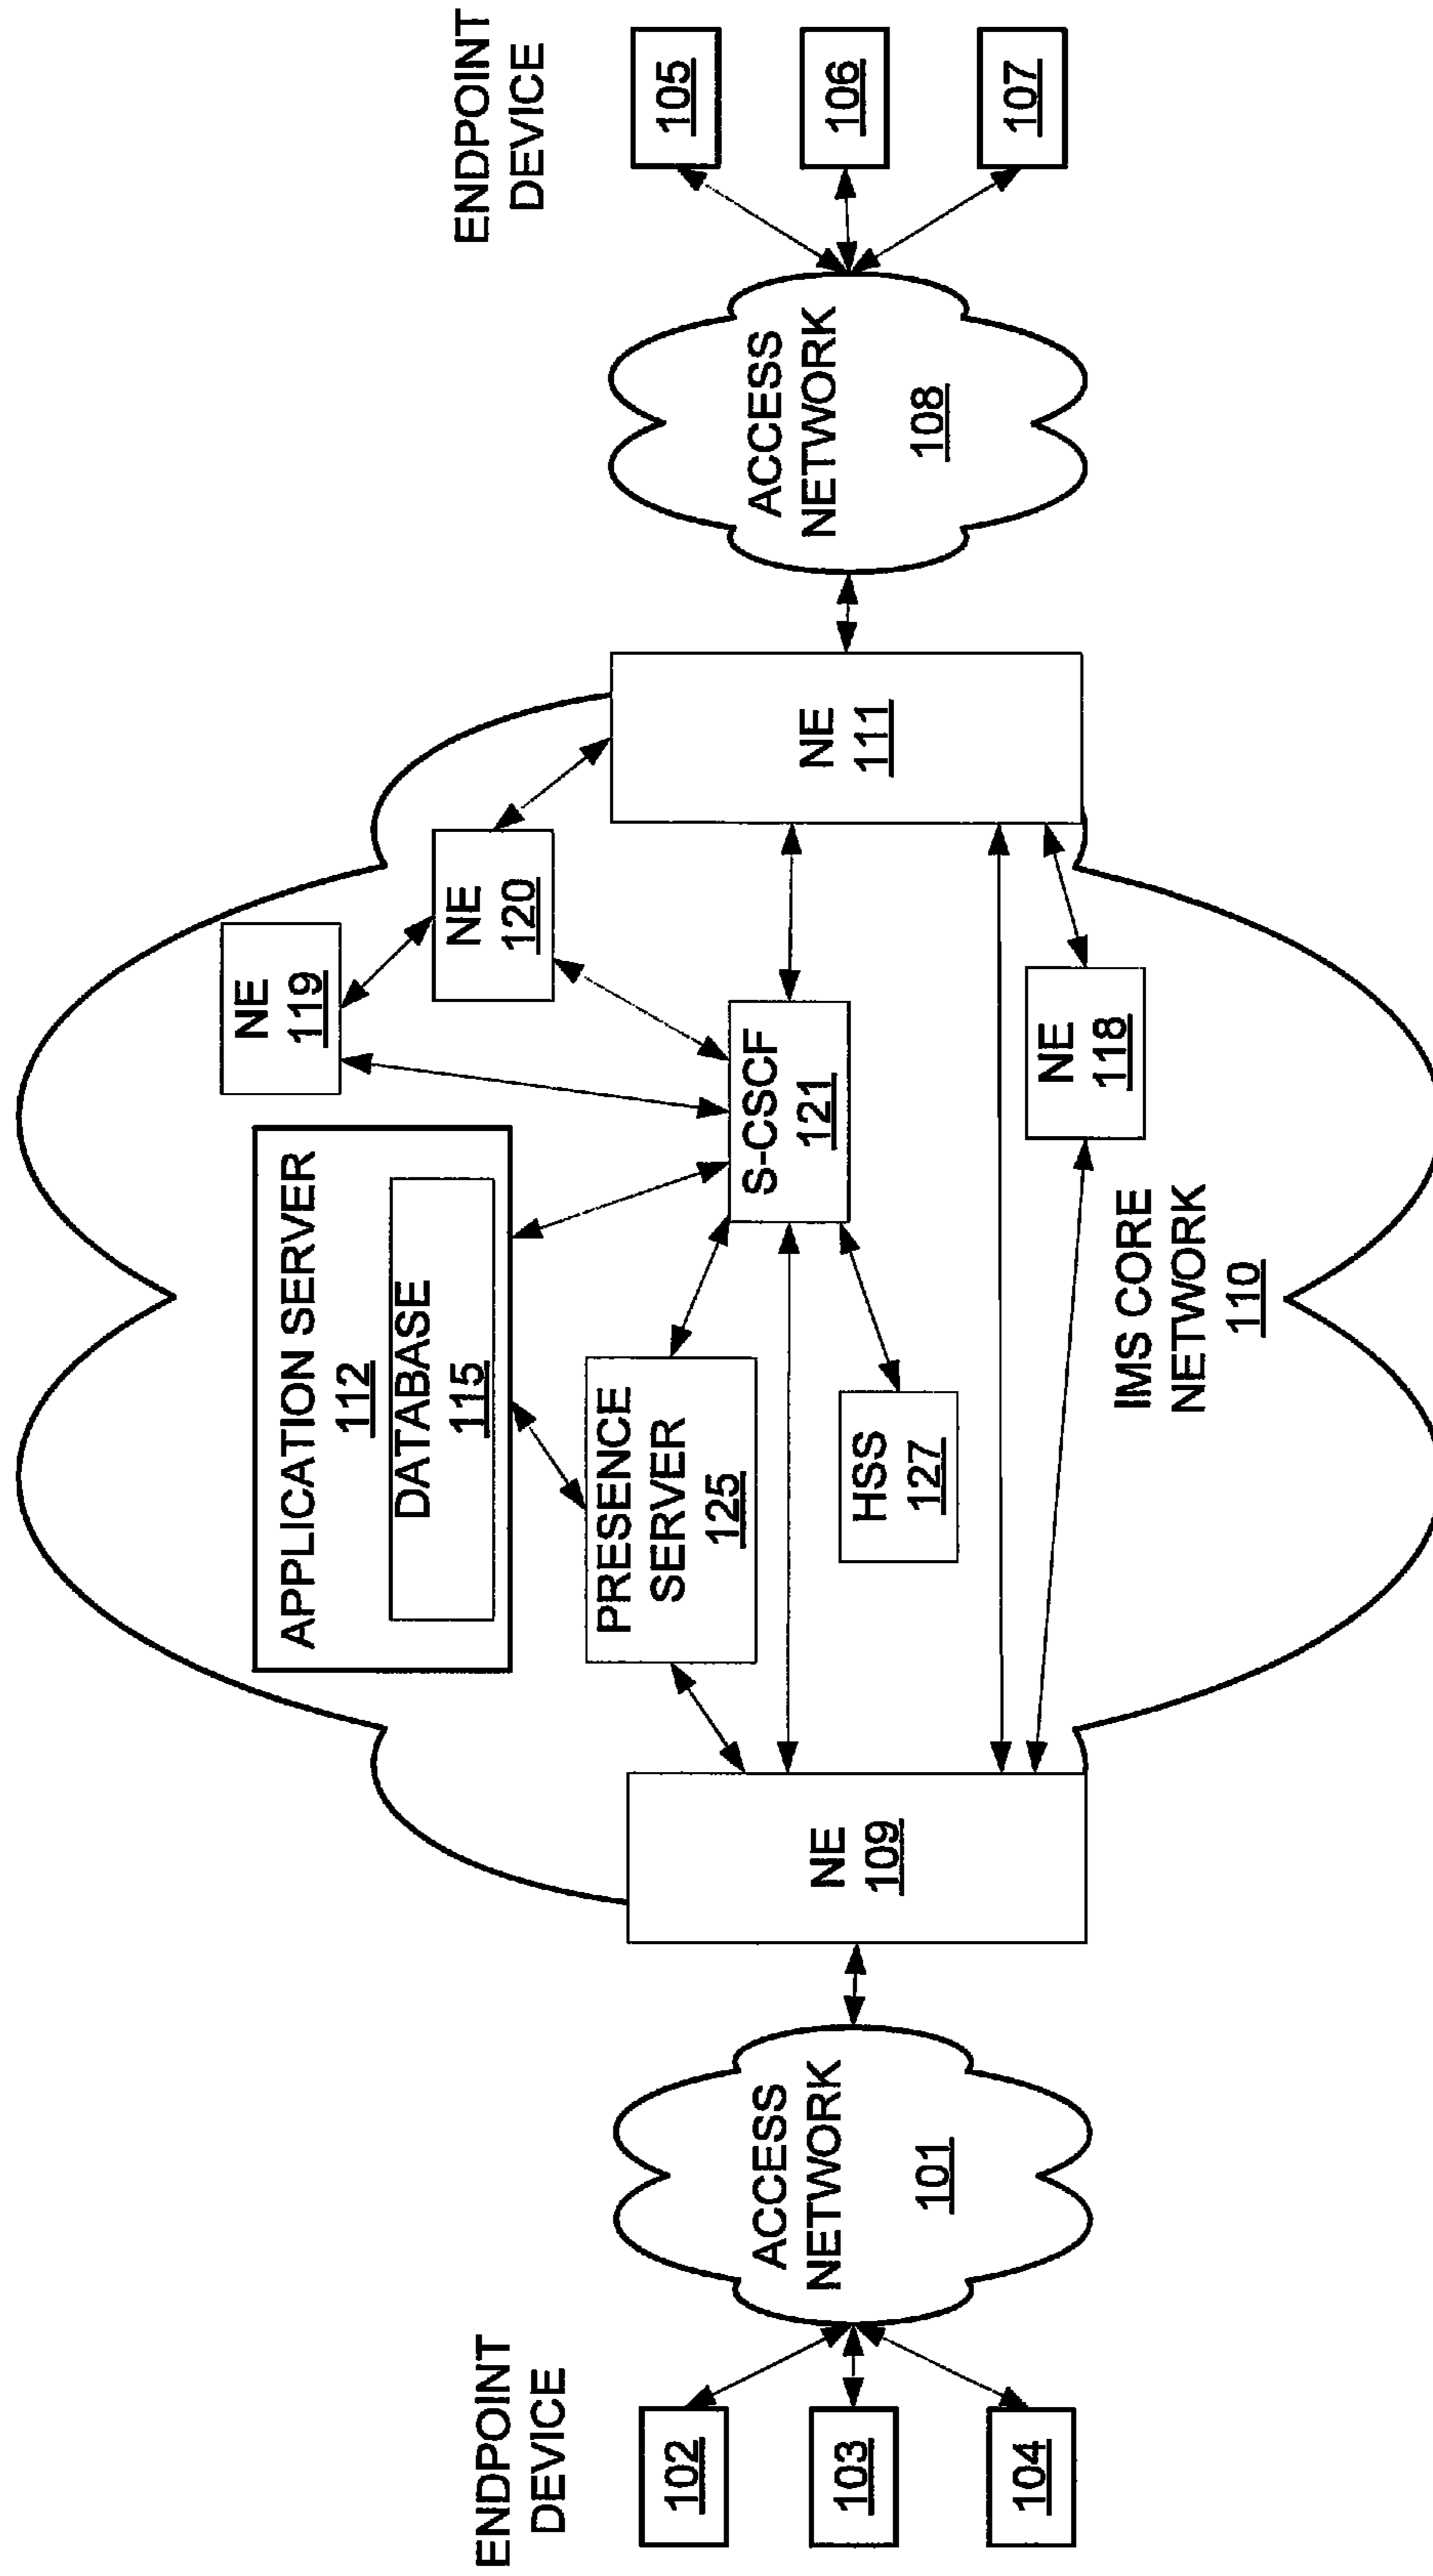 ENDPOINT
DEVICE
102
103
104
ACCESS
NETWORK
101
NE
109
APPLICATION SERVER
112
DATABASE
115
PRESENCE
SERVER
125
HSS
127
S-CSCF
121
NE
119
NE
120
NE
118
IMS CORE
NETWORK
110
NE
111
ACCESS
NETWORK
108
ENDPOINT
DEVICE
105
106
107